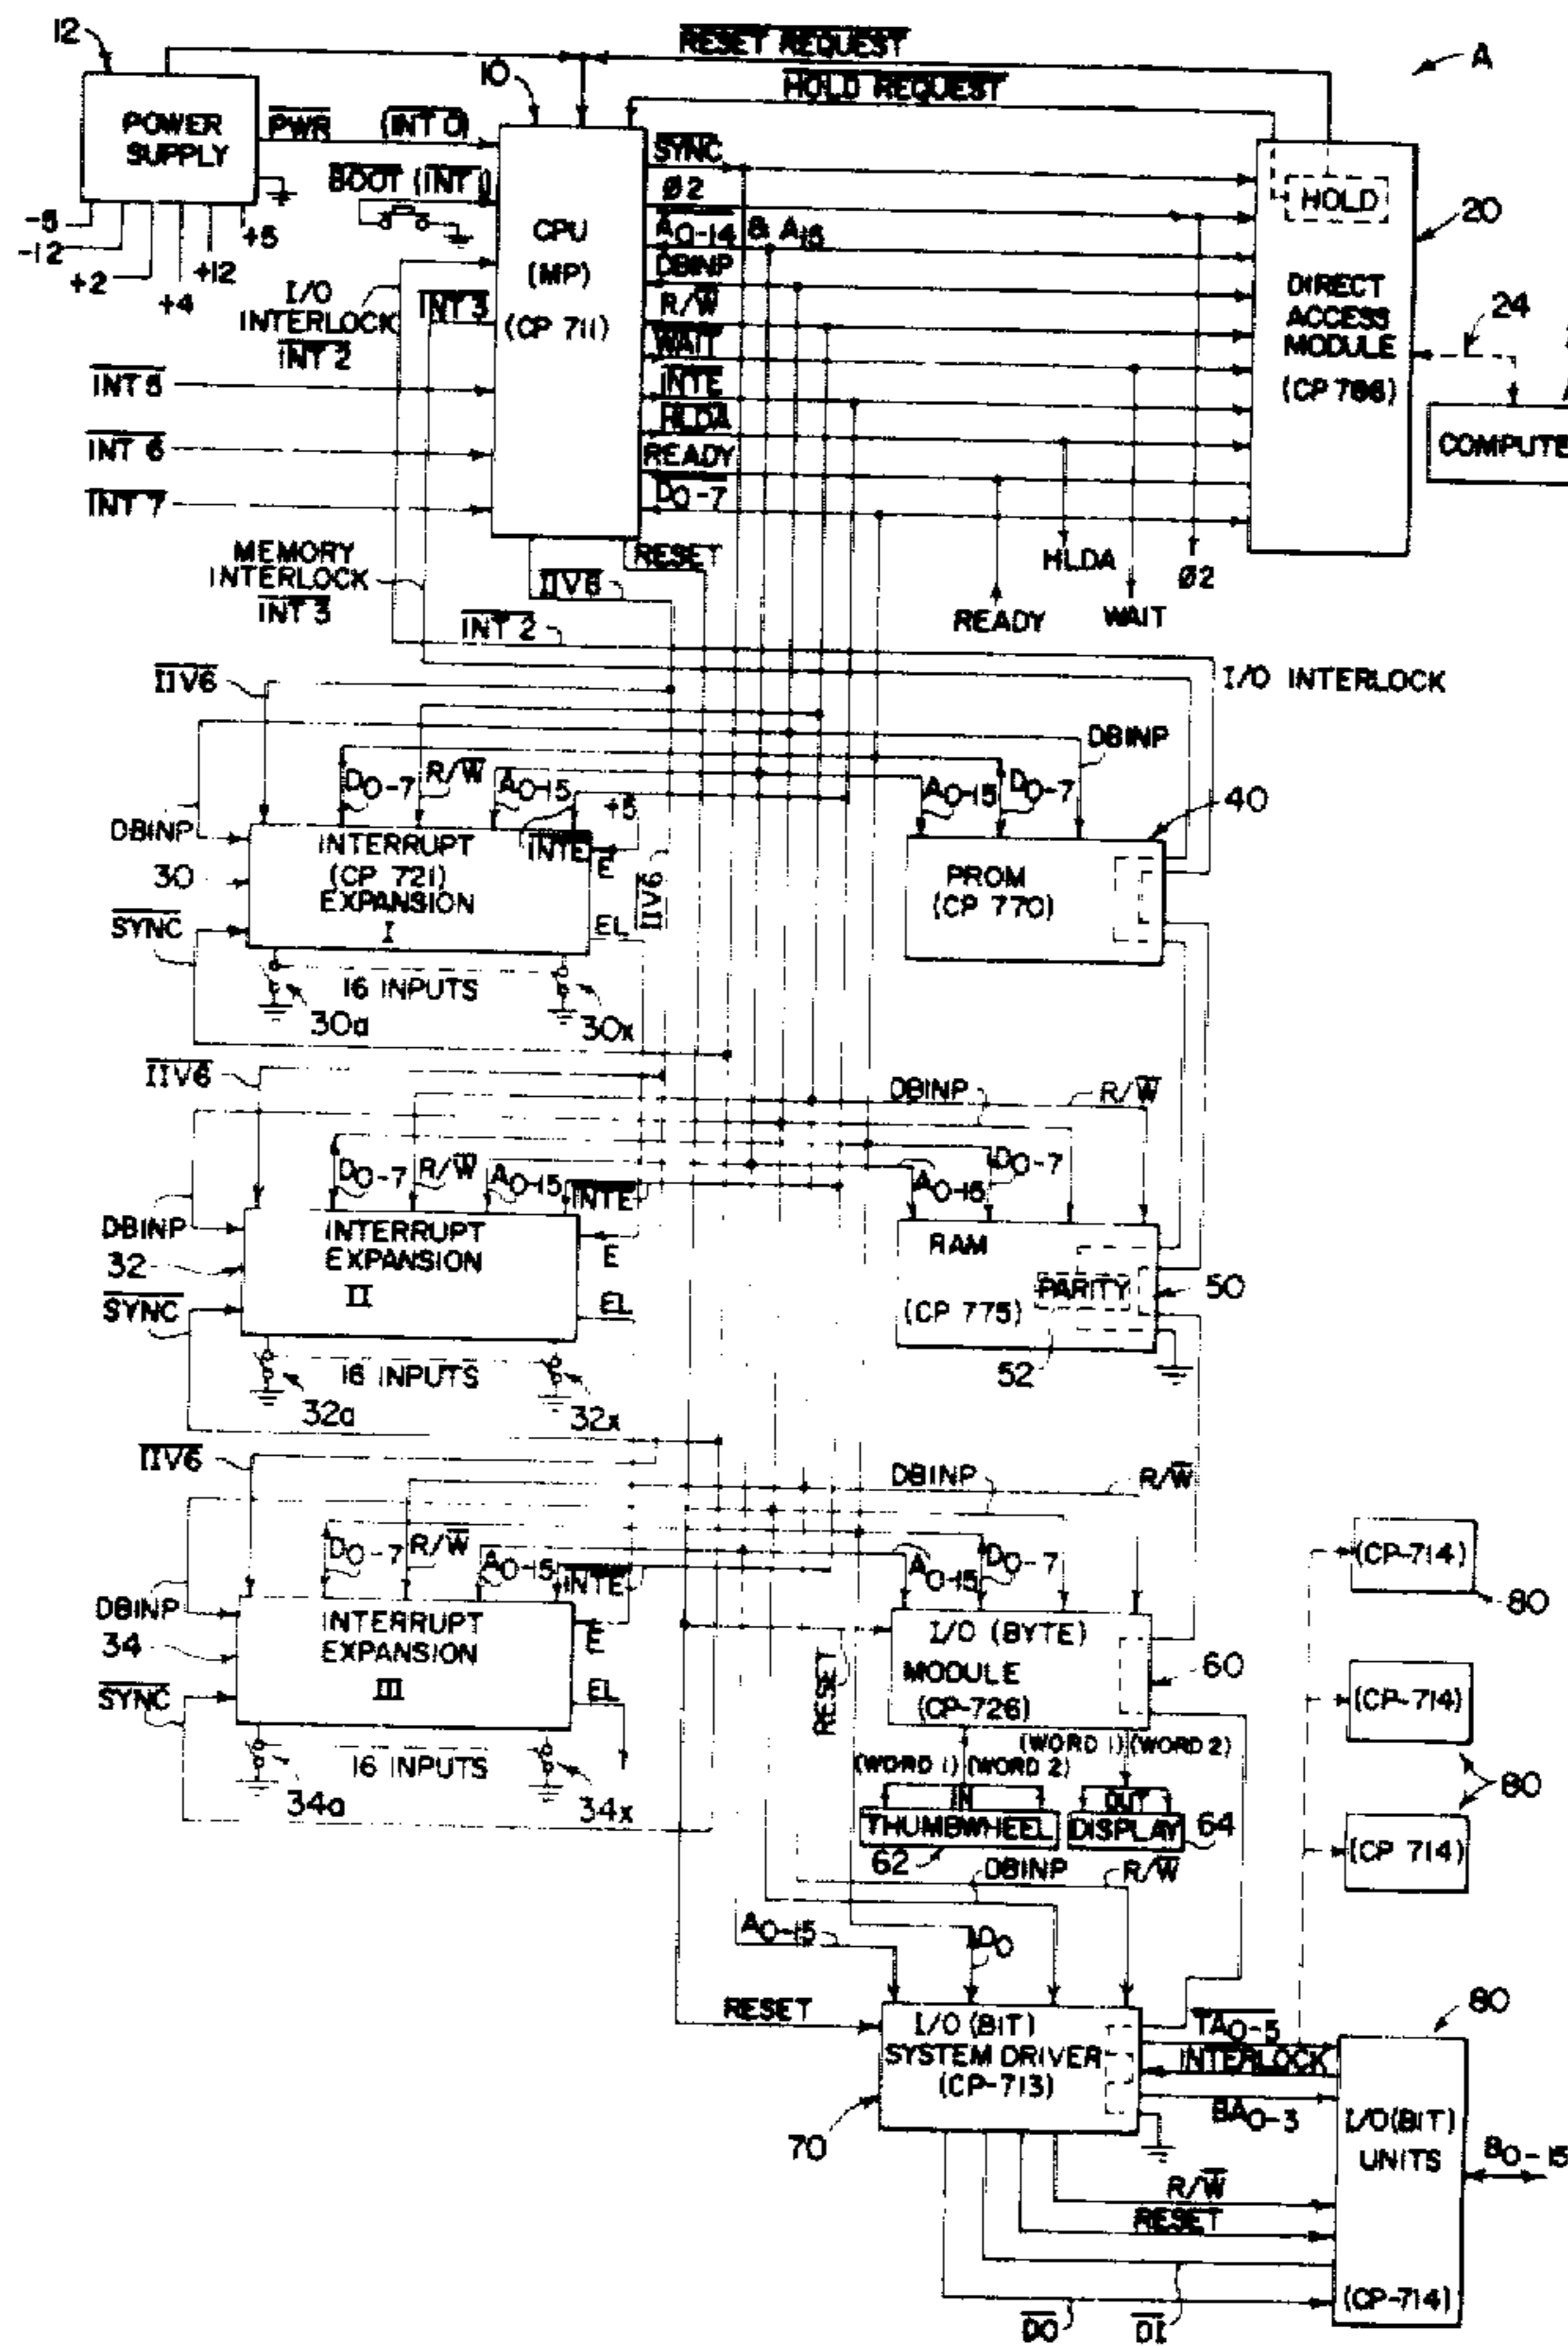 12
RESET REQUEST
A
10
HOLD REQUEST
POWER
SUPPLY
PWR
(INT 0)
SYNC
HOLD
BOOT (INT 1)
Ø2
20
-5
-12
+2
+4
+12
+5
CPU
(MP)
(CP 711)
A0-14 & A15
DBINP
R/W
WAIT
INTE
HLDA
READY
D0-7
DIRECT
ACCESS
MODULE
24
I/O
INTERLOCK
INT 2
INT 3
COMPUTE
INT 5
INT 6
INT 7
RESET
MEMORY
INTERLOCK
INT 3
IIV6
HLDA
Ø2
READY
WAIT
INT 2
IIV6
I/O INTERLOCK
DBINP
D0-7
R/W
A0-15
+5
A0-15
D0-7
40
DBINP
INTERRUPT
(CP 721)
EXPANSION
I
INTE
E
30
IIV6
PROM
(CP 770)
SYNC
EL
16 INPUTS
30a
30x
IIV6
DBINP
R/W
D0-7
R/W
A0-15
INTE
A0-15
D0-7
DBINP
INTERRUPT
EXPANSION
II
E
32
RAM
PARITY
(CP 775)
50
SYNC
EL
52
16 INPUTS
32a
32x
IIV6
DBINP
R/W
D0-7
R/W
A0-15
INTE
A0-15
D0-7
(CP-714)
80
DBINP
INTERRUPT
EXPANSION
III
E
34
I/O (BYTE)
MODULE
(CP-726)
60
RESET
SYNC
EL
(CP-714)
(WORD 1) (WORD 2)
(WORD 1) (WORD 2)
16 INPUTS
34a
34x
80
IN
OUT
THUMBWHEEL
DISPLAY
64
(CP 714)
62
DBINP
R/W
A0-15
D0
RESET
80
I/O (BIT)
SYSTEM DRIVER
(CP-713)
TA0-5
INTERLOCK
BA0-3
70
I/O (BIT)
UNITS
B0-15
R/W
RESET
(CP-714)
DO
DI